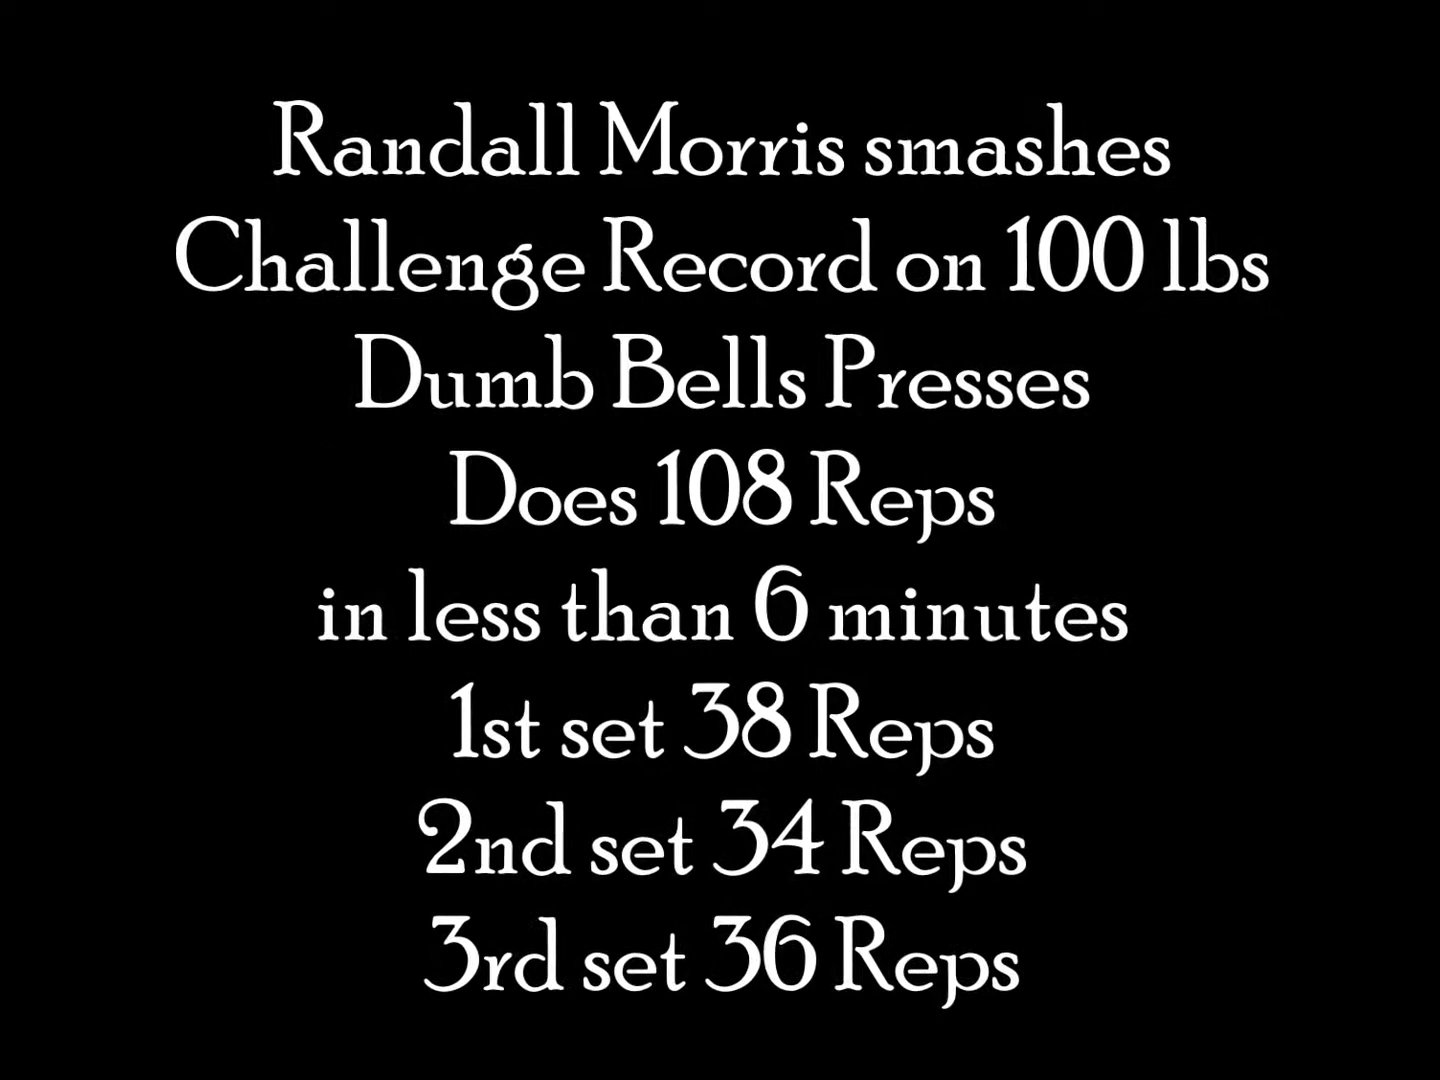 Randall Morris smashes
Challenge Record on 100 lbs
Dumb Bells Presses
Does 108 Reps
in less than 6 minutes
1st set 38 Reps
2nd set 34 Reps
3rd set 36 Reps